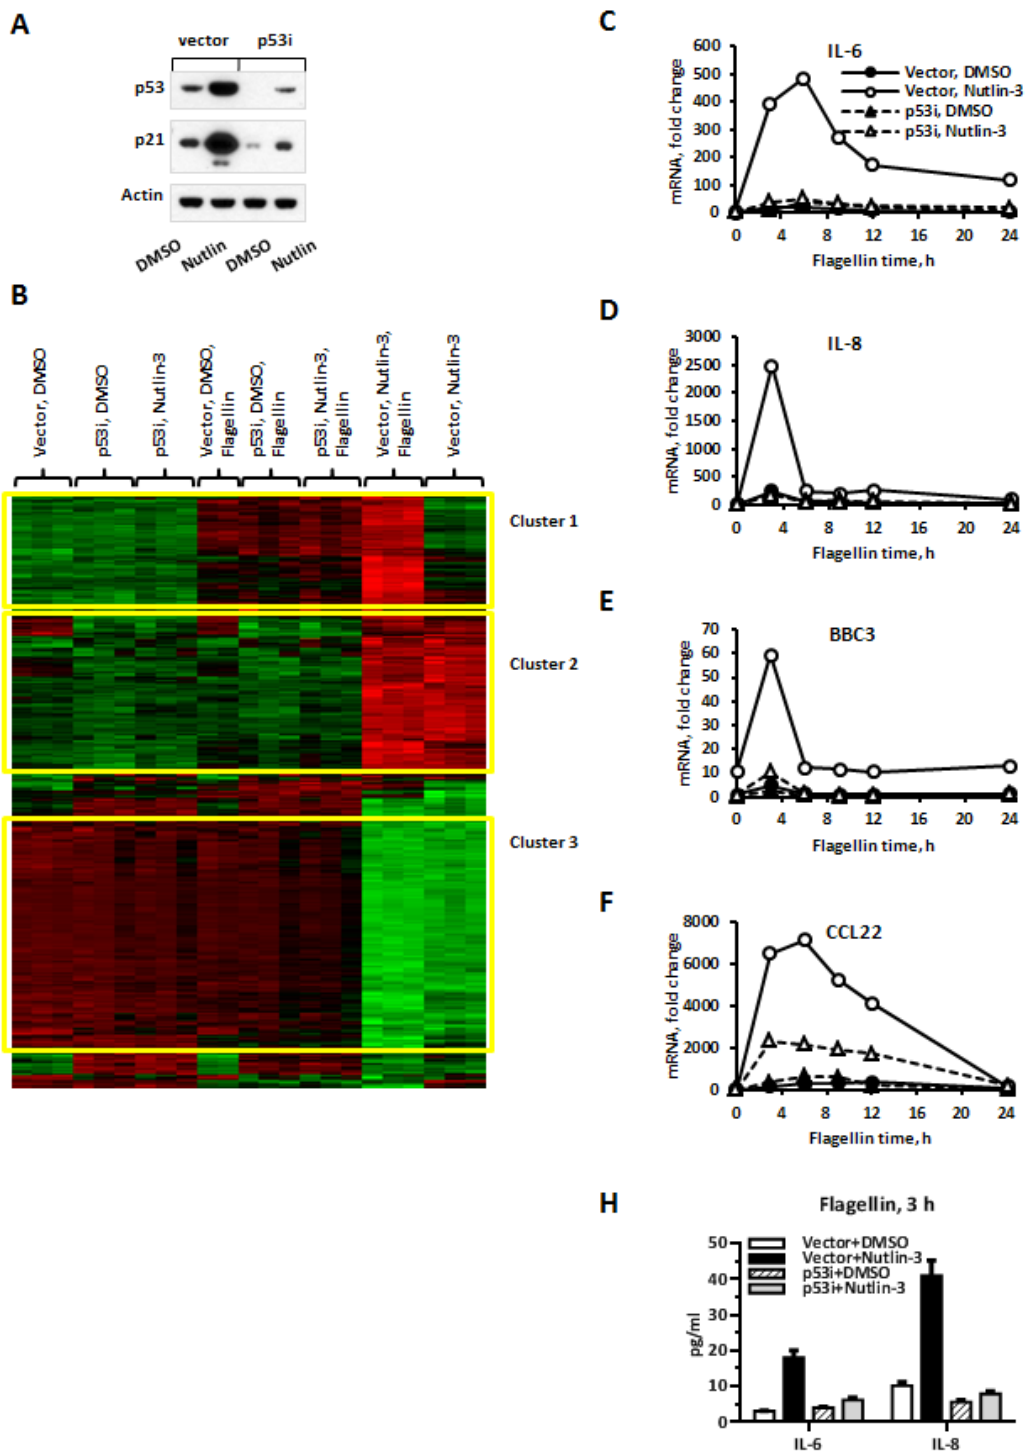 A
vector p53i
p53
p21
Actin
DMSO Nutlin DMSO Nutlin
B
Vector, DMSO
p53i, DMSO
p53i, Nutlin-3
Vector, DMSO,
Flagellin
p53i, DMSO,
Flagellin
p53i, Nutlin-3,
Flagellin
Vector, Nutlin-3,
Flagellin
Vector, Nutlin-3
Cluster 1
Cluster 2
Cluster 3
C
IL-6
mRNA, fold change
600
500
400
300
200
100
0
Vector, DMSO
Vector, Nutlin-3
p53i, DMSO
p53i, Nutlin-3
0 4 8 12 16 20 24
Flagellin time, h
D
IL-8
mRNA, fold change
3000
2500
2000
1500
1000
500
0
0 4 8 12 16 20 24
Flagellin time, h
E
BBC3
mRNA, fold change
70
60
50
40
30
20
10
0
0 4 8 12 16 20 24
Flagellin time, h
F
CCL22
mRNA, fold change
8000
6000
4000
2000
0
0 4 8 12 16 20 24
Flagellin time, h
H
Flagellin, 3 h
pg/ml
50
40
30
20
10
0
Vector+DMSO
Vector+Nutlin-3
p53i+DMSO
p53i+Nutlin-3
IL-6 IL-8